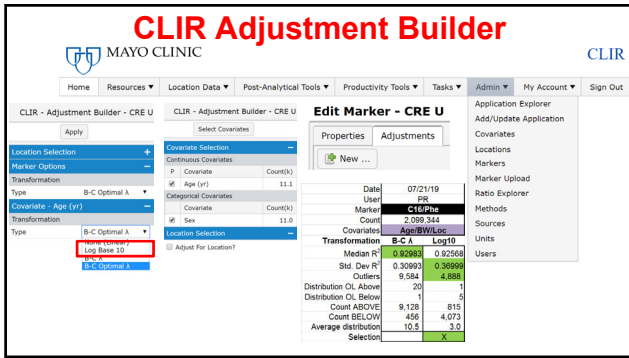 CLIR Adjustment Builder
MAYO CLINIC
CLIR
Home Resources ▼ Location Data ▼ Post-Analytical Tools ▼ Productivity Tools ▼ Tasks ▼ Admin ▼ My Account ▼ Sign Out
CLIR - Adjustment Builder - CRE U
Apply
Location Selection +
Marker Options −
Transformation
Type B-C Optimal λ ▼
Covariate - Age (yr) −
Transformation
Type B-C Optimal λ ▼
None (Linear)
Log Base 10
B-C λ
B-C Optimal λ
CLIR - Adjustment Builder - CRE U
Select Covariates
Covariate Selection −
Continuous Covariates
P Covariate Count(k)
Age (yr) 11.1
Categorical Covariates
Covariate Count(k)
Sex 11.0
Location Selection −
Adjust For Location?
Edit Marker - CRE U
Properties Adjustments
New ...
Date 07/21/19
User PR
Marker C16/Phe
Count 2,099,344
Covariates Age/BW/Loc
Transformation B-C λ Log10
Median R² 0.92983 0.92568
Std. Dev R² 0.30993 0.36999
Outliers 9,584 4,888
Distribution OL Above 20 1
Distribution OL Below 1 5
Count ABOVE 9,128 815
Count BELOW 456 4,073
Average distribution 10.5 3.0
Selection X
Application Explorer
Add/Update Application
Covariates
Locations
Markers
Marker Upload
Ratio Explorer
Methods
Sources
Units
Users